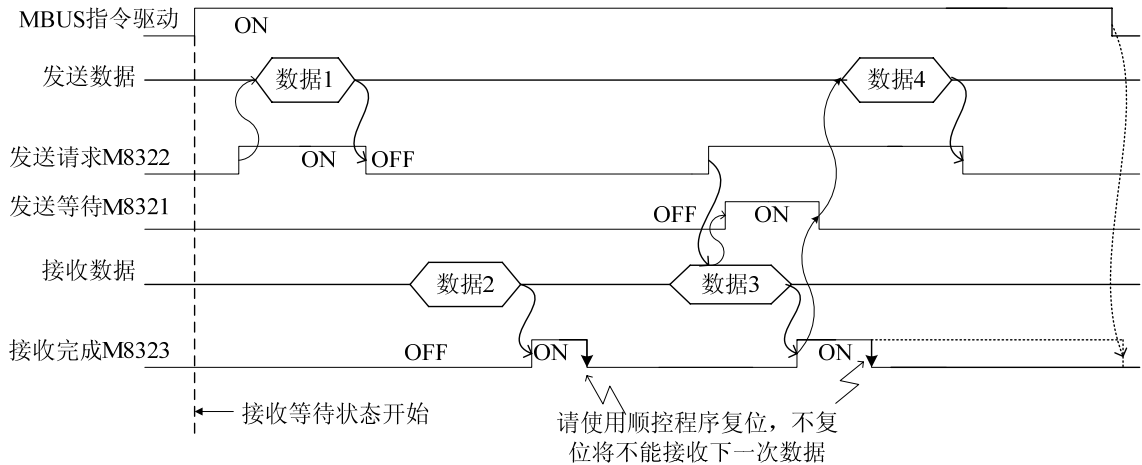 MBUS指令驱动
ON
发送数据
数据1
数据4
发送请求M8322
ON
OFF
发送等待M8321
OFF
ON
接收数据
数据2
数据3
接收完成M8323
OFF
ON
ON
接收等待状态开始
请使用顺控程序复位，不复
位将不能接收下一次数据